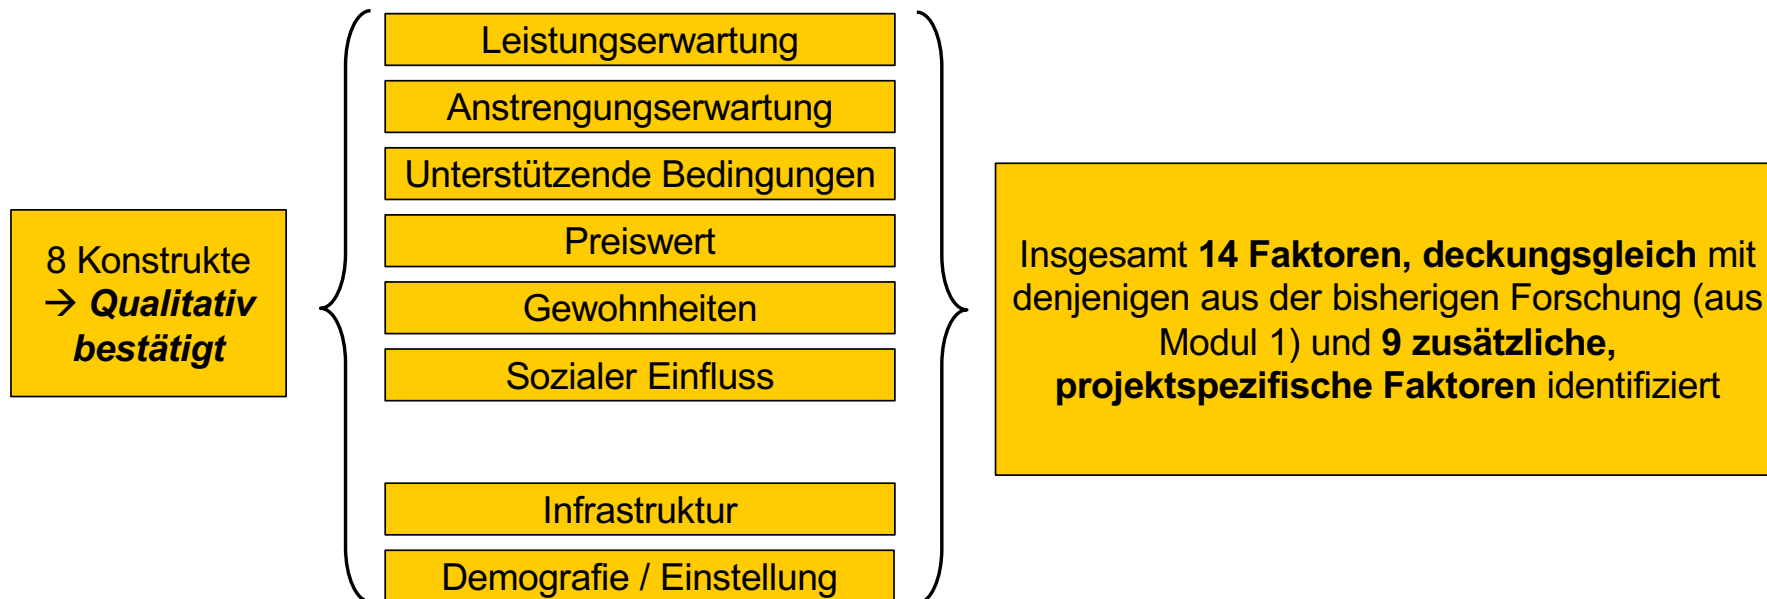 8 Konstrukte
→ Qualitativ
bestätigt
Leistungserwartung
Anstrengungserwartung
Unterstützende Bedingungen
Preiswert
Gewohnheiten
Sozialer Einfluss
Infrastruktur
Demografie / Einstellung
Insgesamt 14 Faktoren, deckungsgleich mit
denjenigen aus der bisherigen Forschung (aus
Modul 1) und 9 zusätzliche,
projektspezifische Faktoren identifiziert